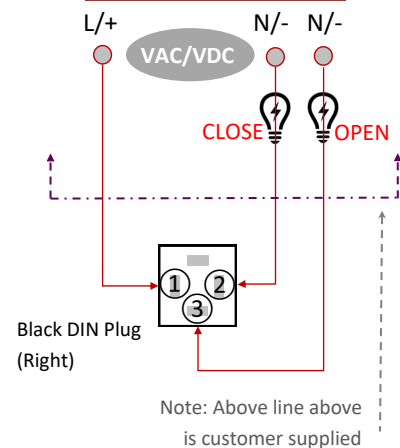 L/+ N/- N/-
VAC/VDC
CLOSE OPEN
1 2
3
Black DIN Plug
(Right)
Note: Above line above
is customer supplied